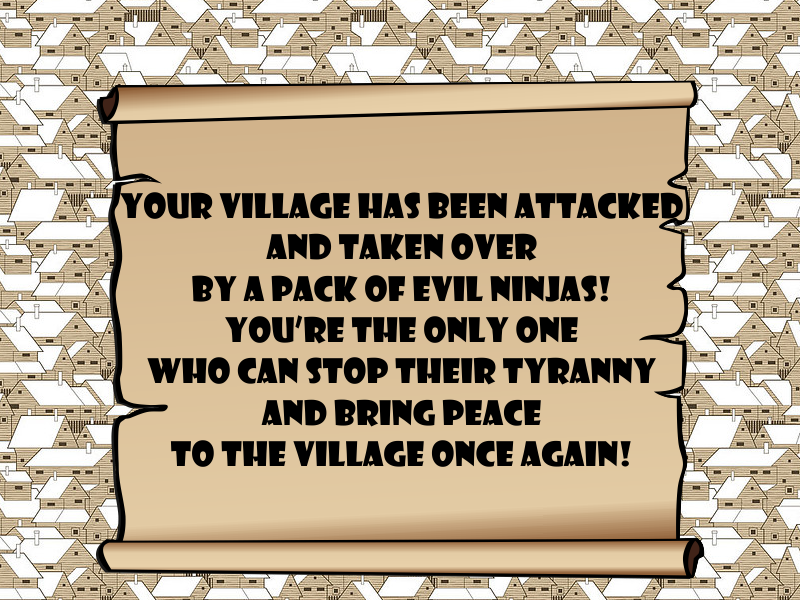 YOUR VILLAGE HAS BEEN ATTACKED
AND TAKEN OVER
BY A PACK OF EVIL NINJAS!
YOU'RE THE ONLY ONE
WHO CAN STOP THEIR TYRANNY
AND BRING PEACE
TO THE VILLAGE ONCE AGAIN!